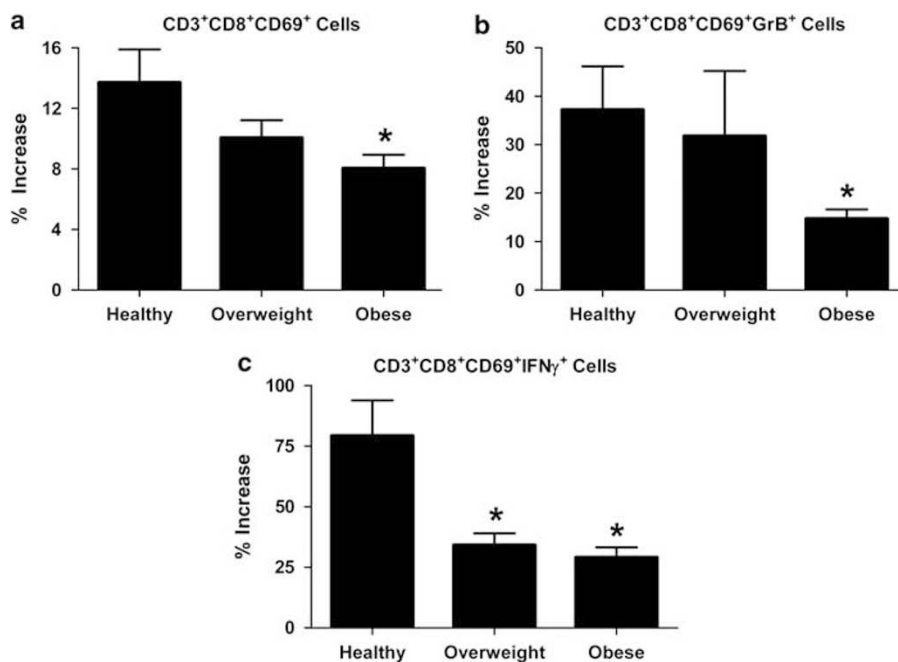 a
CD3⁺CD8⁺CD69⁺ Cells
% Increase
16
12
8
4
0
*
Healthy Overweight Obese
b
CD3⁺CD8⁺CD69⁺GrB⁺ Cells
% Increase
50
40
30
20
10
0
*
Healthy Overweight Obese
c
CD3⁺CD8⁺CD69⁺IFNγ⁺ Cells
% Increase
100
75
50
25
0
* *
Healthy Overweight Obese